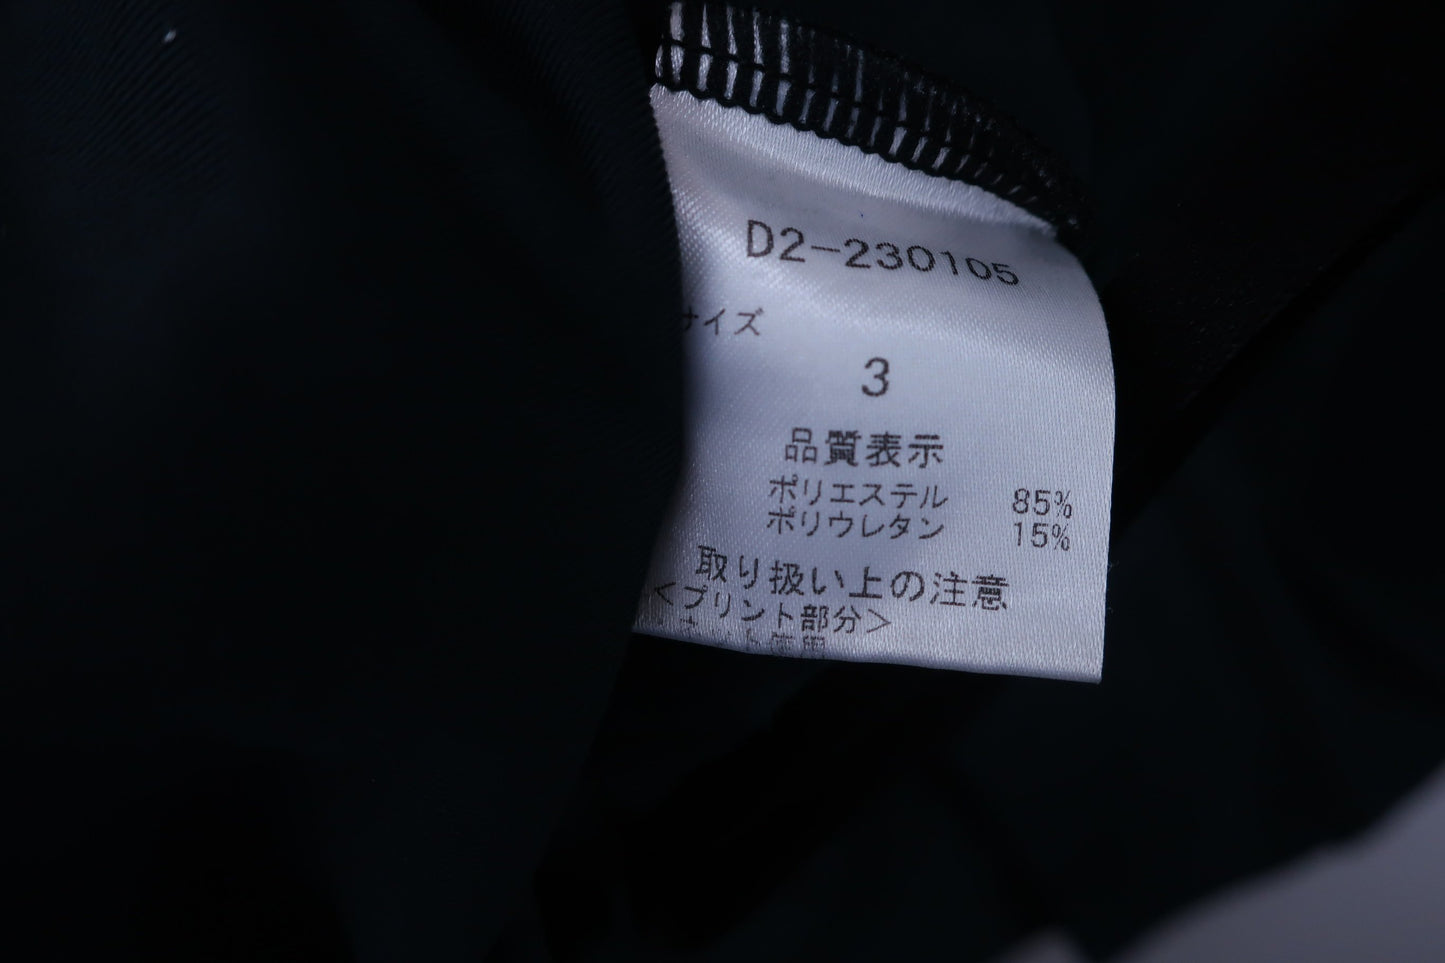 D2-230105
サイズ
3
品質表示
ポリエステル 85%
ポリウレタン 15%
取り扱い上の注意
<プリント部分>